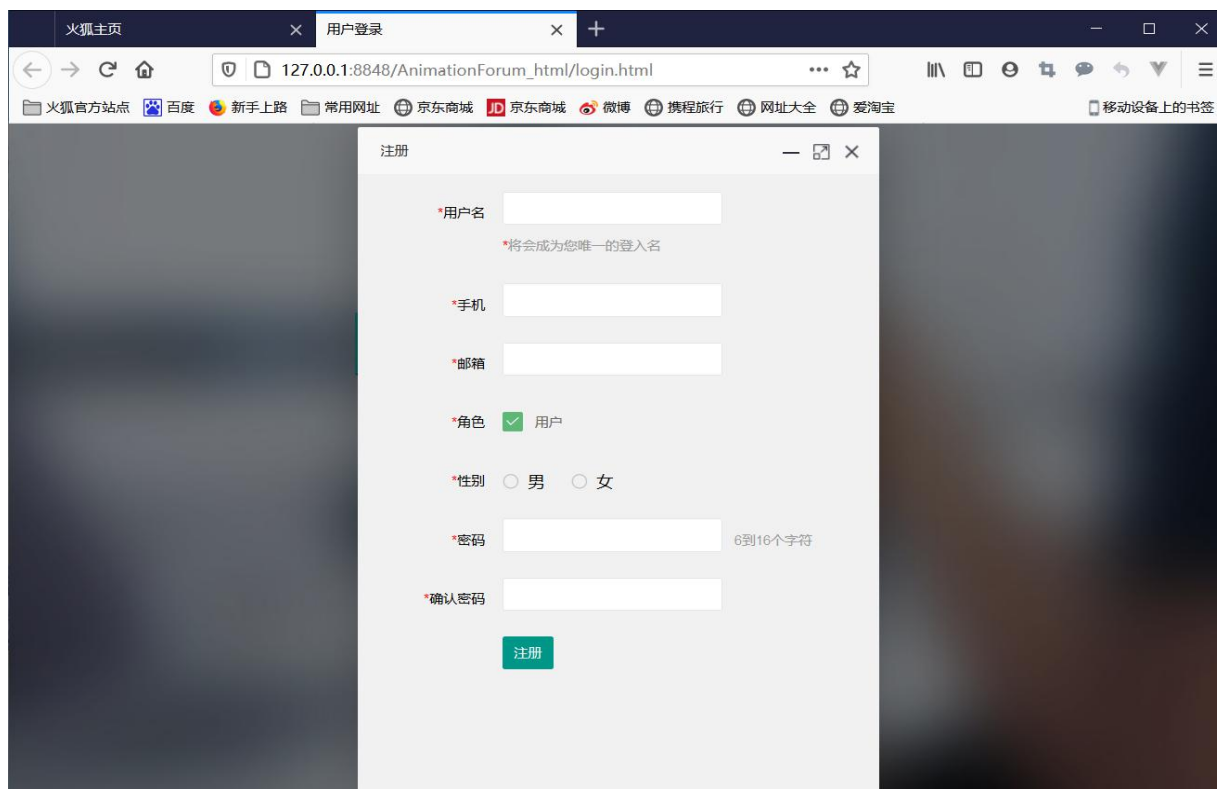 火狐主页
用户登录
127.0.0.1:8848/AnimationForum_html/login.html
火狐官方站点 百度 新手上路 常用网址 京东商城 JD 京东商城 微博 携程旅行 网址大全 爱淘宝 移动设备上的书签
注册
*用户名
*将会成为您唯一的登入名
*手机
*邮箱
*角色 用户
*性别 男 女
*密码 6到16个字符
*确认密码
注册